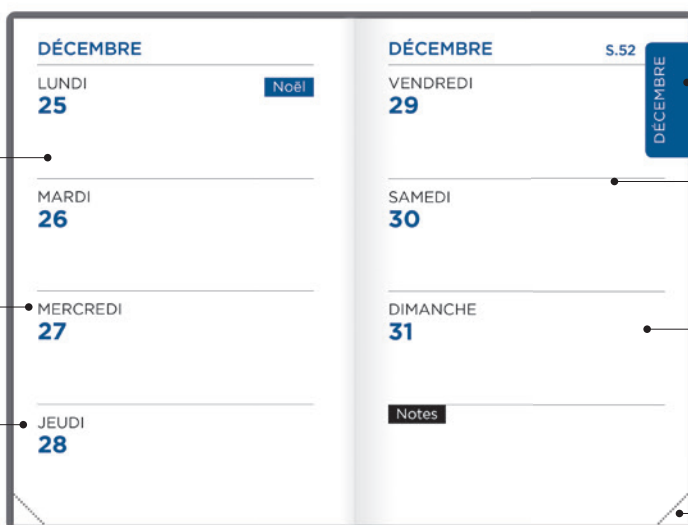 DÉCEMBRE
LUNDI
25
Noël
MARDI
26
MERCREDI
27
JEUDI
28
DÉCEMBRE
S.52
VENDREDI
29
SAMEDI
30
DIMANCHE
31
Notes
DÉCEMBRE